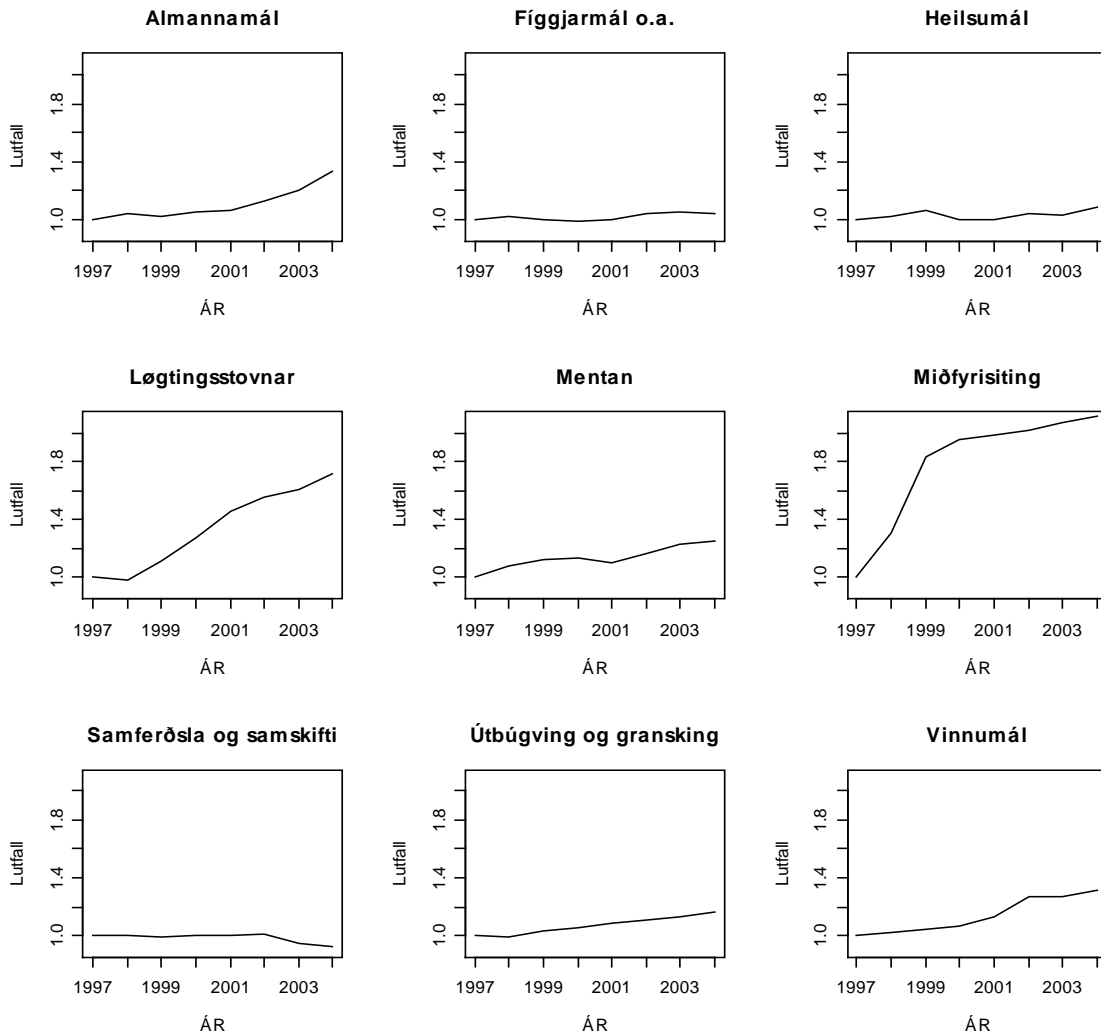 Almannamál
Lutfall
1.0 1.4 1.8
1997 1999 2001 2003
ÁR
Fíggjarmál o.a.
Lutfall
1.0 1.4 1.8
1997 1999 2001 2003
ÁR
Heilsumál
Lutfall
1.0 1.4 1.8
1997 1999 2001 2003
ÁR
Løgtingsstovnar
Lutfall
1.0 1.4 1.8
1997 1999 2001 2003
ÁR
Mentan
Lutfall
1.0 1.4 1.8
1997 1999 2001 2003
ÁR
Miðfyrisiting
Lutfall
1.0 1.4 1.8
1997 1999 2001 2003
ÁR
Samferðsla og samskifti
Lutfall
1.0 1.4 1.8
1997 1999 2001 2003
ÁR
Útbúgving og gransking
Lutfall
1.0 1.4 1.8
1997 1999 2001 2003
ÁR
Vinnumál
Lutfall
1.0 1.4 1.8
1997 1999 2001 2003
ÁR